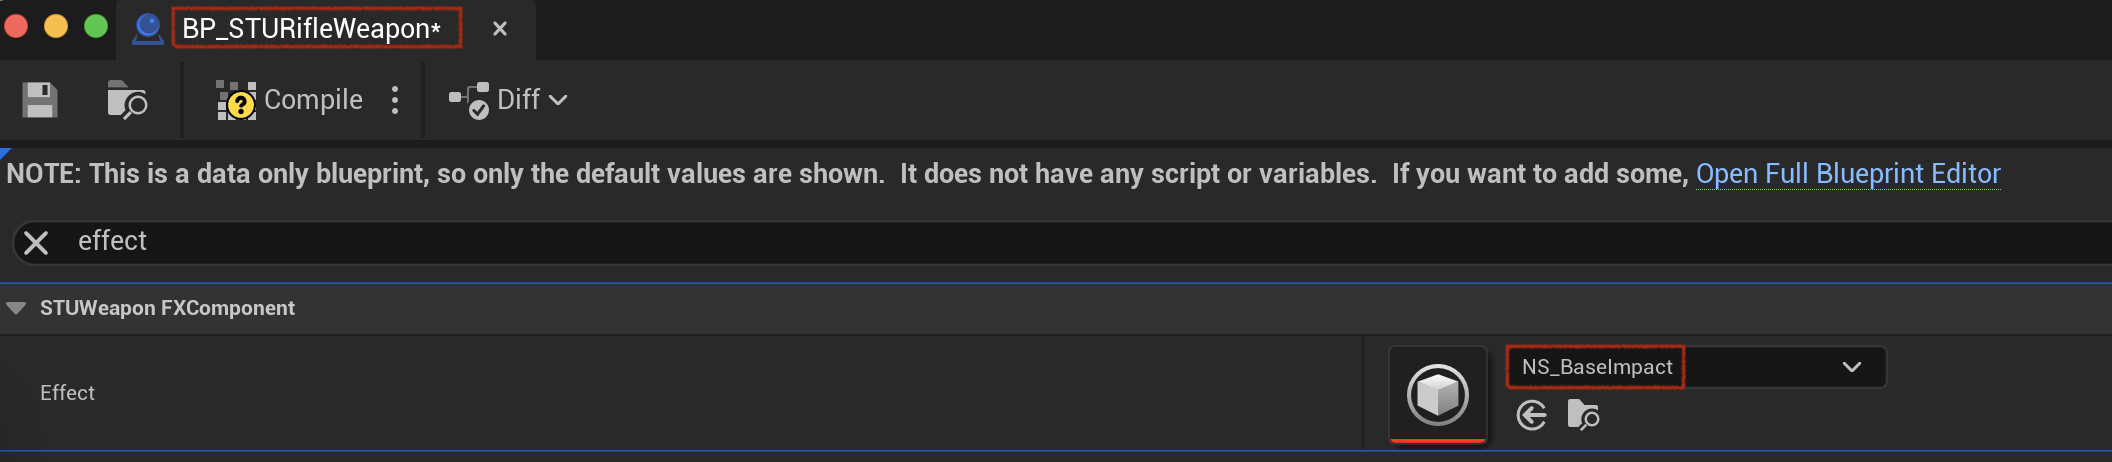 BP_STURifleWeapon*
Compile
Diff
NOTE: This is a data only blueprint, so only the default values are shown.  It does not have any script or variables.  If you want to add some, Open Full Blueprint Editor
effect
STUWeapon FXComponent
NS_BaseImpact
Effect